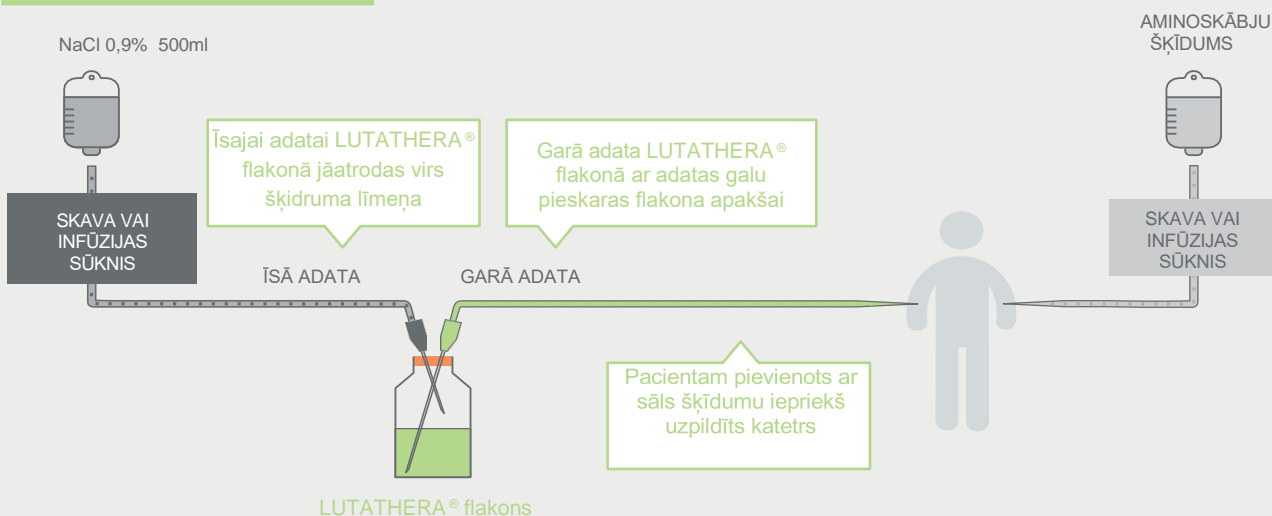 NaCl 0,9% 500ml
AMINOSKĀBJU
ŠĶĪDUMS
Īsajai adatai LUTATHERA®
flakonā jāatrodas virs
šķidruma līmeņa
Garā adata LUTATHERA®
flakonā ar adatas galu
pieskaras flakona apakšai
SKAVA VAI
INFŪZIJAS
SŪKNIS
SKAVA VAI
INFŪZIJAS
SŪKNIS
ĪSĀ ADATA
GARĀ ADATA
Pacientam pievienots ar
sāls šķīdumu iepriekš
uzpildīts katetrs
LUTATHERA® flakons